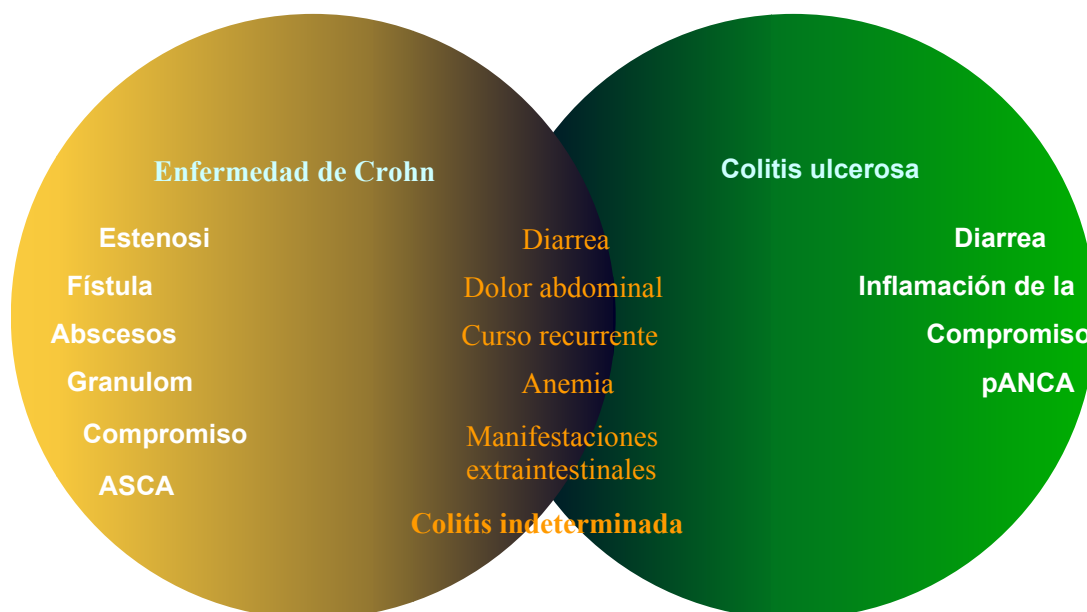 Enfermedad de Crohn
Estenosi
Fístula
Abscesos
Granulom
Compromiso
ASCA
Diarrea
Dolor abdominal
Curso recurrente
Anemia
Manifestaciones
extraintestinales
Colitis indeterminada
Colitis ulcerosa
Diarrea
Inflamación de la
Compromiso
pANCA